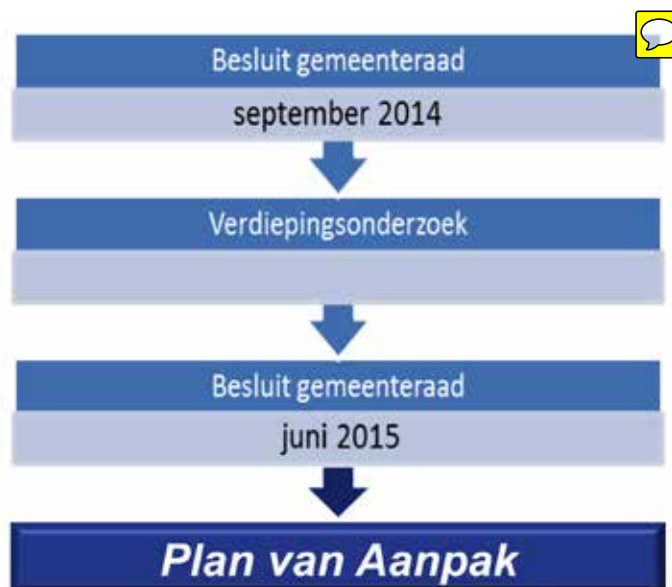 Besluit gemeenteraad
september 2014
Verdiepingsonderzoek
Besluit gemeenteraad
juni 2015
Plan van Aanpak